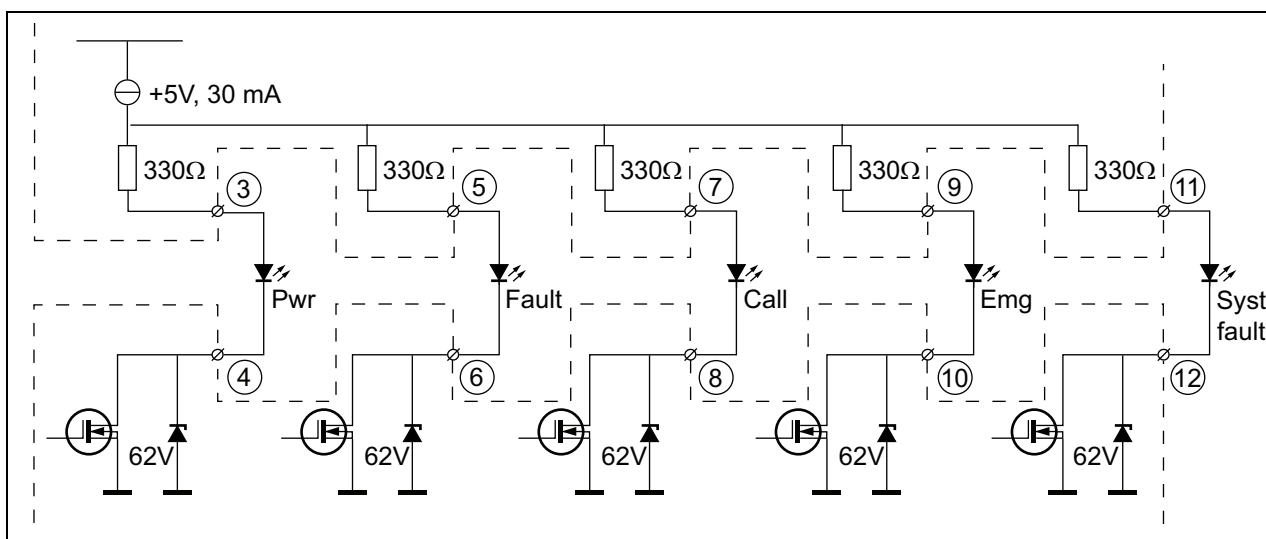 +5V, 30 mA
330Ω 330Ω 330Ω 330Ω 330Ω
3 5 7 9 11
Pwr Fault Call Emg Syst
fault
4 6 8 10 12
62V 62V 62V 62V 62V